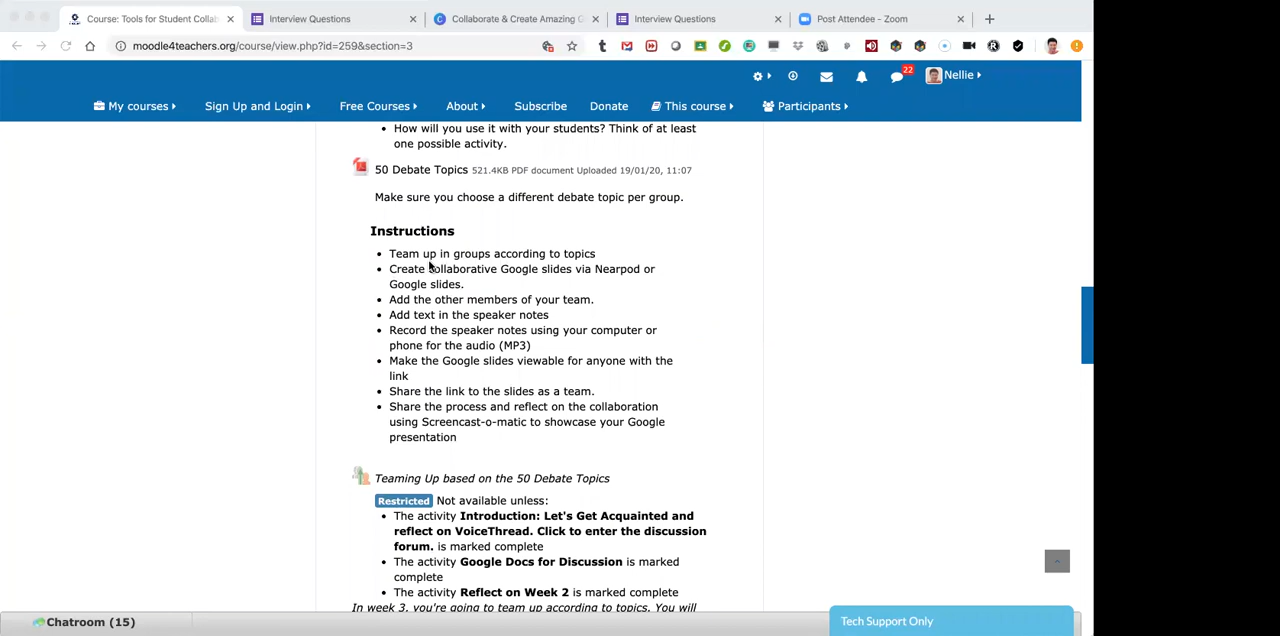 Course: Tools for Student Collab
Interview Questions
Collaborate & Create Amazing G
Interview Questions
Post Attendee - Zoom
moodle4teachers.org/course/view.php?id=259&section=3
22
Nellie
My courses
Sign Up and Login
Free Courses
About
Subscribe
Donate
This course
Participants
• How will you use it with your students? Think of at least
one possible activity.
50 Debate Topics 521.4KB PDF document Uploaded 19/01/20, 11:07
Make sure you choose a different debate topic per group.
Instructions
• Team up in groups according to topics
• Create collaborative Google slides via Nearpod or
Google slides.
• Add the other members of your team.
• Add text in the speaker notes
• Record the speaker notes using your computer or
phone for the audio (MP3)
• Make the Google slides viewable for anyone with the
link
• Share the link to the slides as a team.
• Share the process and reflect on the collaboration
using Screencast-o-matic to showcase your Google
presentation
Teaming Up based on the 50 Debate Topics
Restricted Not available unless:
• The activity Introduction: Let's Get Acquainted and
reflect on VoiceThread. Click to enter the discussion
forum. is marked complete
• The activity Google Docs for Discussion is marked
complete
• The activity Reflect on Week 2 is marked complete
In week 3, you're going to team up according to topics. You will
Chatroom (15)
Tech Support Only